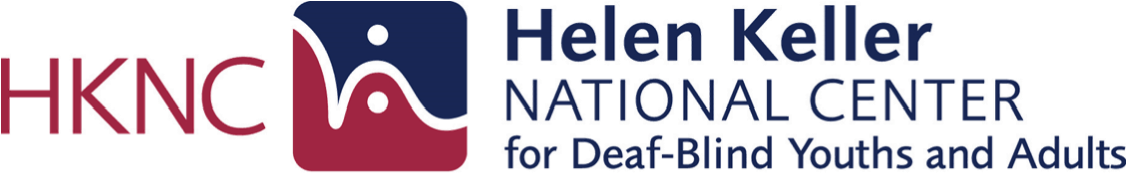 HKNC
Helen Keller
NATIONAL CENTER
for Deaf-Blind Youths and Adults